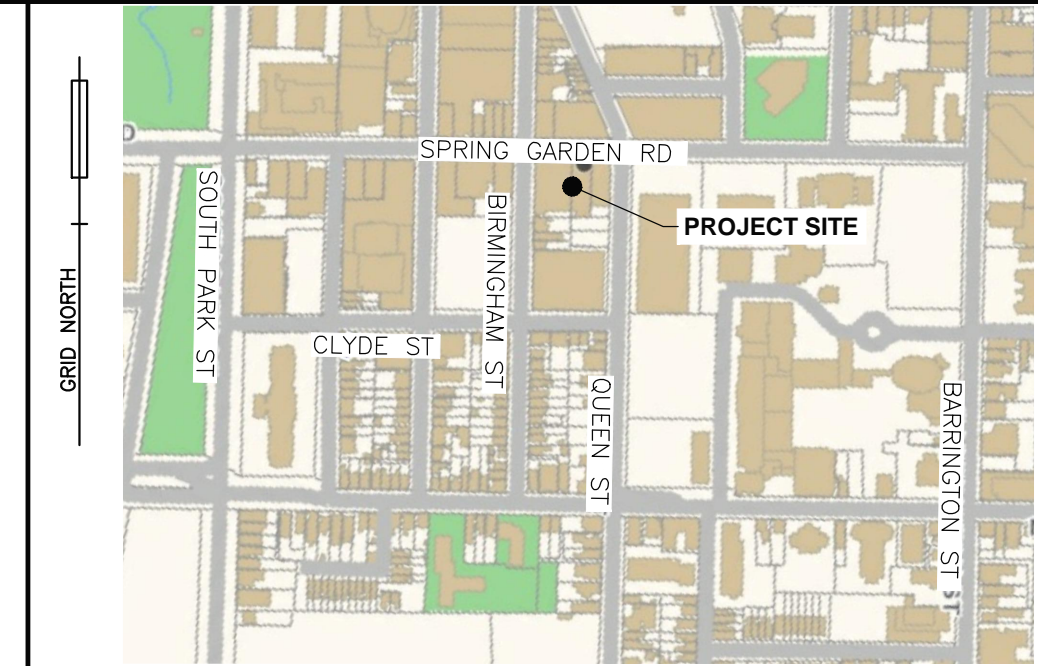 SPRING GARDEN RD
PROJECT SITE
SOUTH PARK ST
BIRMINGHAM ST
GRID NORTH
CLYDE ST
QUEEN ST
BARRINGTON ST